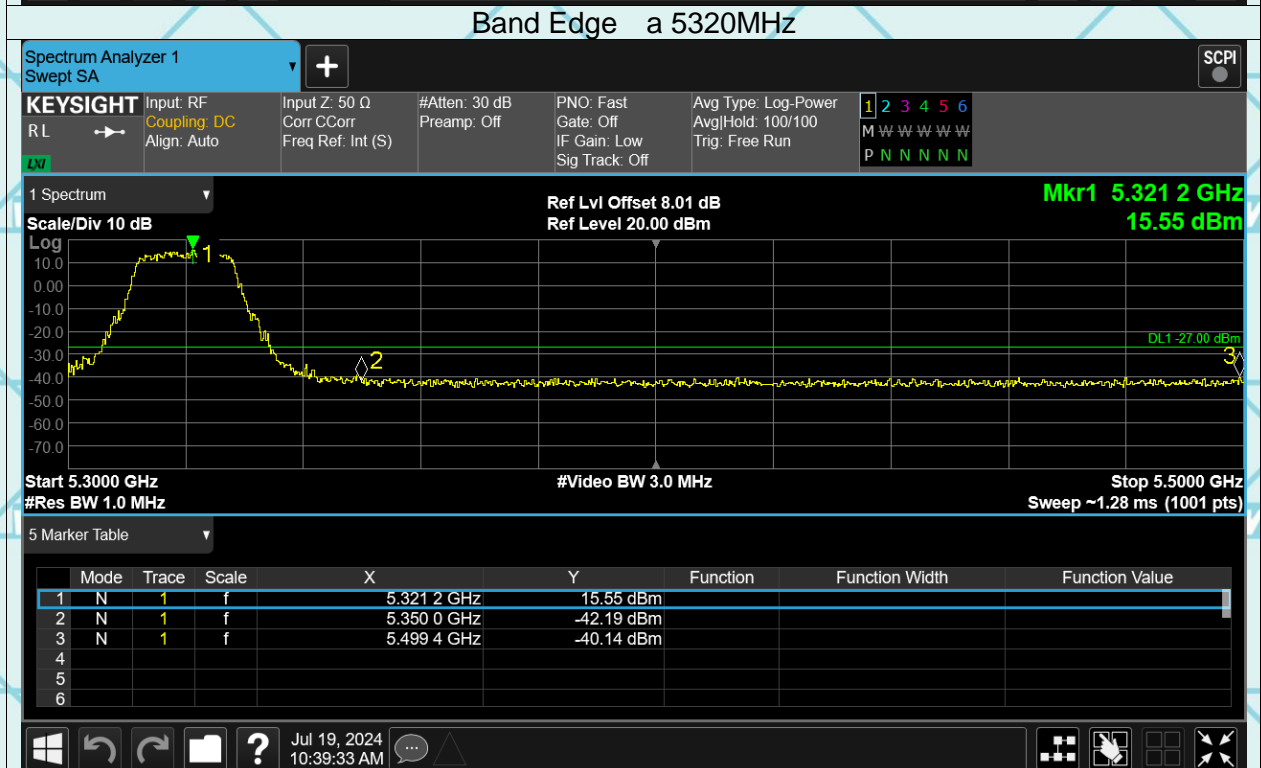 Band Edge a 5320MHz
Spectrum Analyzer 1
Swept SA
+
SCPI
KEYSIGHT
R L
LXI
Input: RF
Coupling: DC
Align: Auto
Input Z: 50 Ω
Corr CCorr
Freq Ref: Int (S)
#Atten: 30 dB
Preamp: Off
PNO: Fast
Gate: Off
IF Gain: Low
Sig Track: Off
Avg Type: Log-Power
Avg|Hold: 100/100
Trig: Free Run
1 2 3 4 5 6
M W W W W W
P N N N N N
1 Spectrum
Scale/Div 10 dB
Ref Lvl Offset 8.01 dB
Ref Level 20.00 dBm
Mkr1 5.321 2 GHz
15.55 dBm
Log
10.0
0.00
-10.0
-20.0
-30.0
-40.0
-50.0
-60.0
-70.0
1
2
3
DL1 -27.00 dBm
Start 5.3000 GHz
#Res BW 1.0 MHz
#Video BW 3.0 MHz
Stop 5.5000 GHz
Sweep ~1.28 ms (1001 pts)
5 Marker Table
Mode Trace Scale X Y Function Function Width Function Value
1 N 1 f 5.321 2 GHz 15.55 dBm
2 N 1 f 5.350 0 GHz -42.19 dBm
3 N 1 f 5.499 4 GHz -40.14 dBm
4
5
6
?
Jul 19, 2024
10:39:33 AM